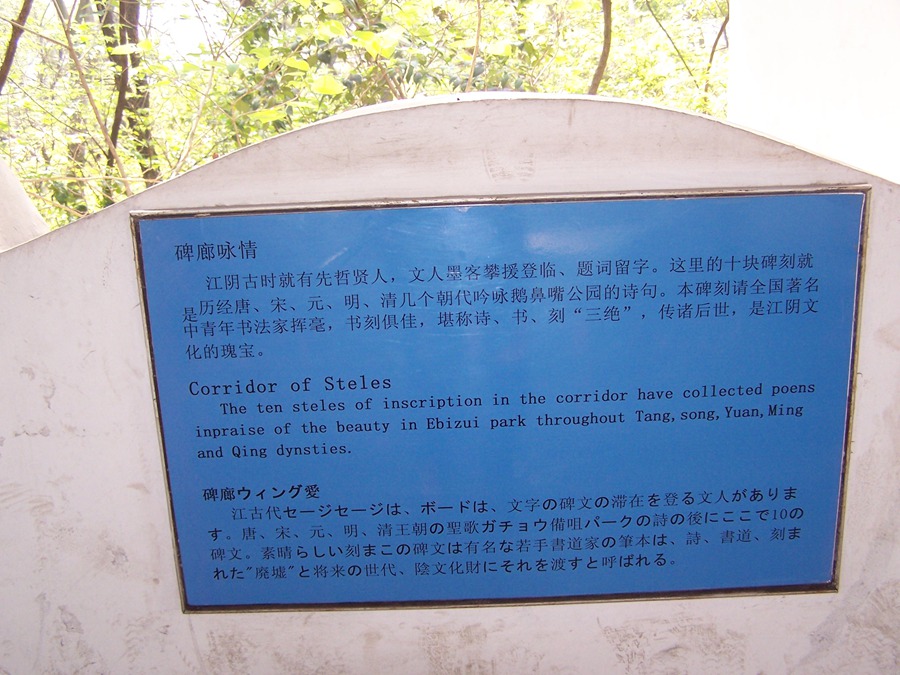 碑廊咏情
江阴古时就有先哲贤人，文人墨客攀援登临、题词留字。这里的十块碑刻就
是历经唐、宋、元、明、清几个朝代吟咏鹅鼻嘴公园的诗句。本碑刻请全国著名
中青年书法家挥毫，书刻俱佳，堪称诗、书、刻“三绝”，传诸后世，是江阴文
化的瑰宝。
Corridor of Steles
The ten steles of inscription in the corridor have collected poens
inpraise of the beauty in Ebizui park throughout Tang,song,Yuan,Ming
and Qing dynsties.
碑廊ウィング愛
江古代セージセージは、ボードは、文字の碑文の滞在を登る文人がありま
す。唐、宋、元、明、清王朝の聖歌ガチョウ備咀パークの詩の後にここで10の
碑文。素晴らしい刻まこの碑文は有名な若手書道家の筆本は、詩、書道、刻ま
れた"廃墟"と将来の世代、陰文化財にそれを渡すと呼ばれる。